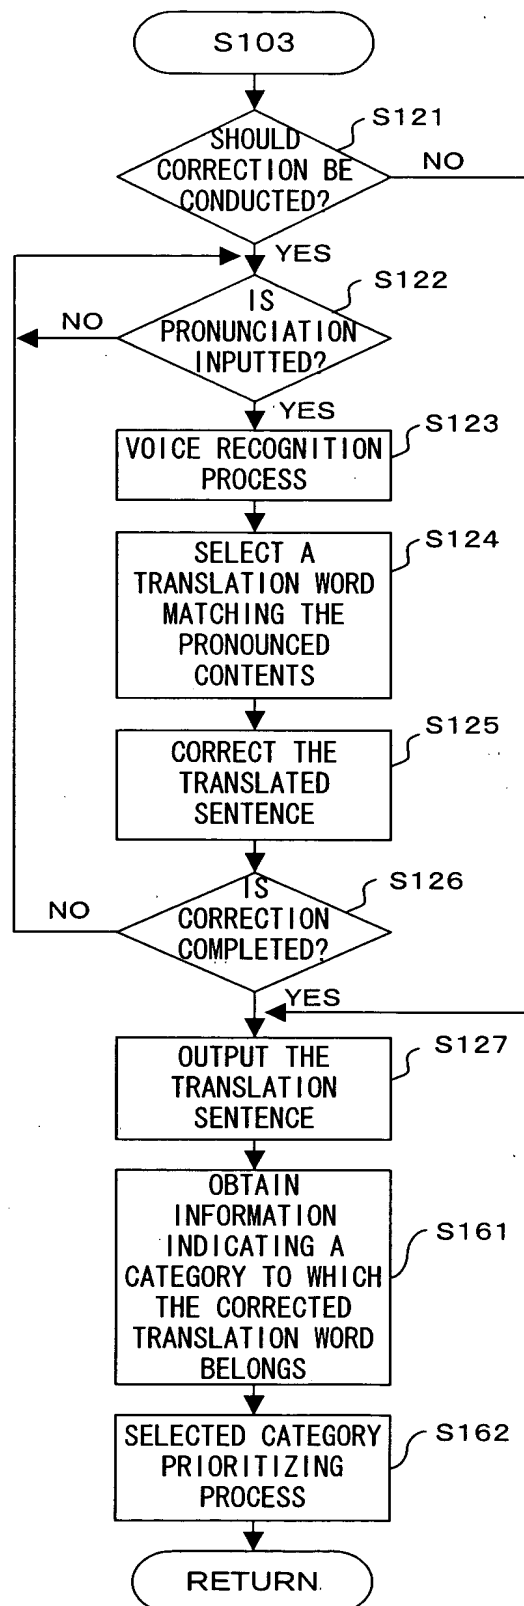 S103
S121
SHOULD
CORRECTION BE
CONDUCTED?
NO
YES
S122
IS
PRONUNCIATION
INPUTTED?
NO
YES
S123
VOICE RECOGNITION
PROCESS
S124
SELECT A
TRANSLATION WORD
MATCHING THE
PRONOUNCED
CONTENTS
S125
CORRECT THE
TRANSLATED
SENTENCE
S126
IS
CORRECTION
COMPLETED?
NO
YES
S127
OUTPUT THE
TRANSLATION
SENTENCE
OBTAIN
INFORMATION
INDICATING A
CATEGORY TO WHICH
THE CORRECTED
TRANSLATION WORD
BELONGS
S161
SELECTED CATEGORY
PRIORITIZING
PROCESS
S162
RETURN